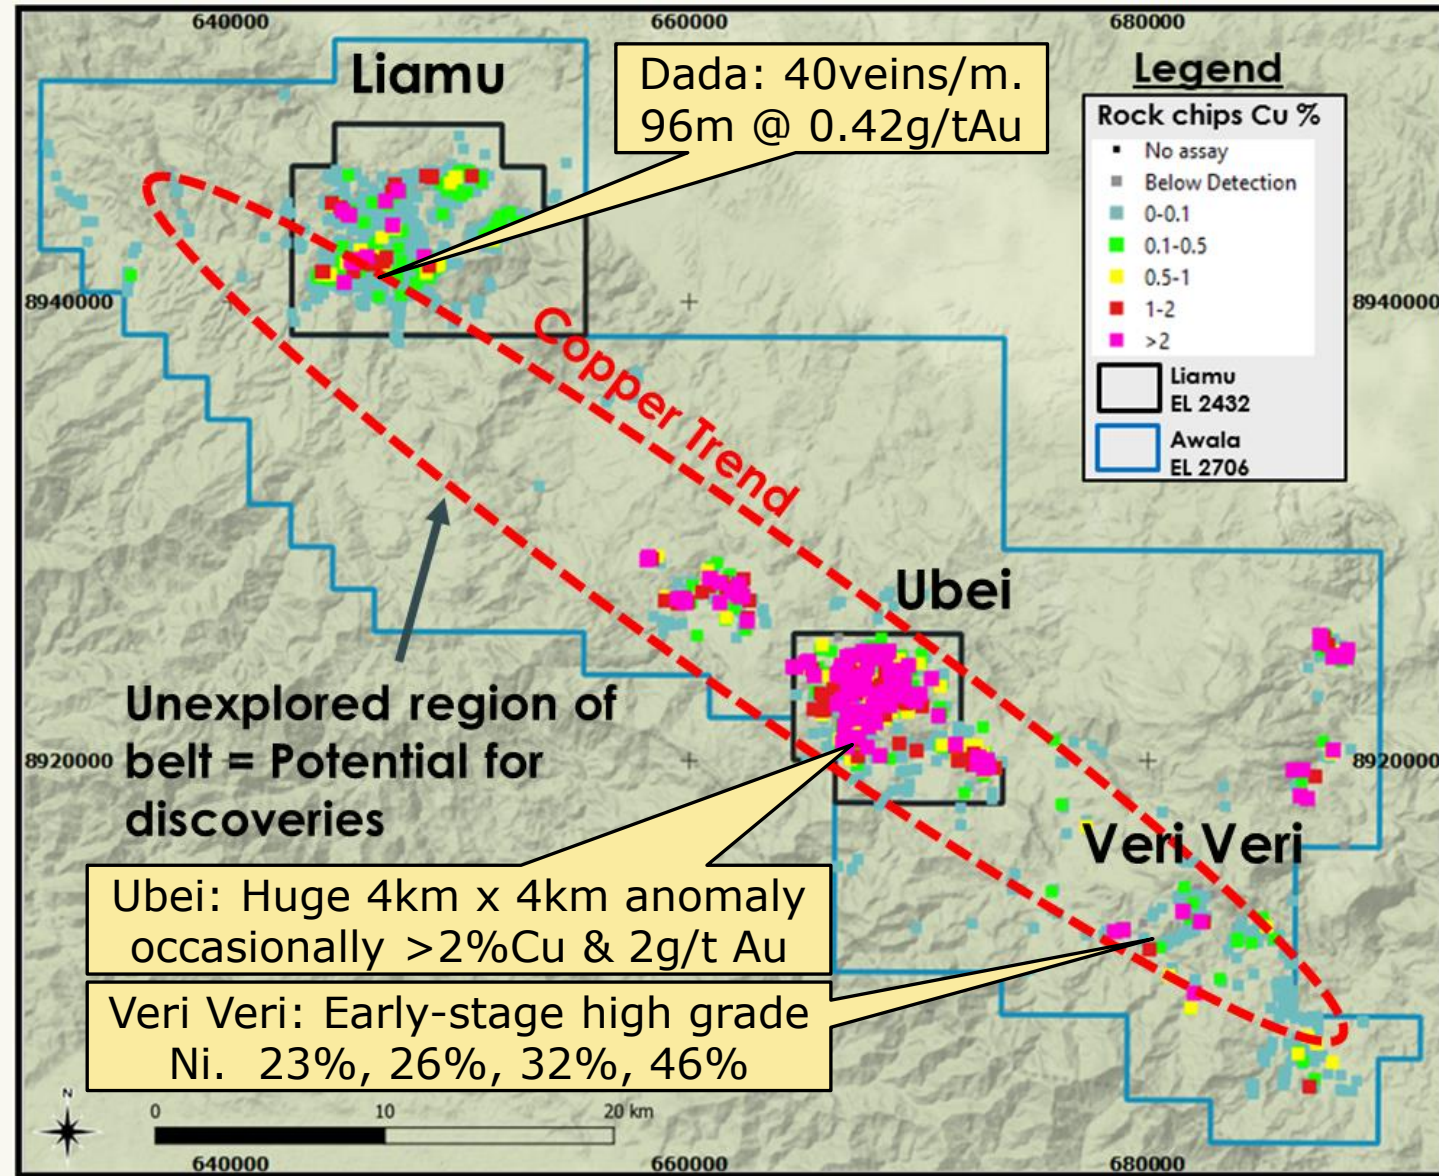 640000
660000
680000
Liamu
Dada: 40veins/m.
96m @ 0.42g/tAu
Legend
Rock chips Cu %
No assay
Below Detection
0-0.1
0.1-0.5
0.5-1
1-2
>2
Liamu
EL 2432
Awala
EL 2706
8940000
8940000
Copper Trend
Ubei
Unexplored region of
belt = Potential for
discoveries
8920000
8920000
Veri Veri
Ubei: Huge 4km x 4km anomaly
occasionally >2%Cu & 2g/t Au
Veri Veri: Early-stage high grade
Ni.  23%, 26%, 32%, 46%
N
0
10
20 km
640000
660000
680000